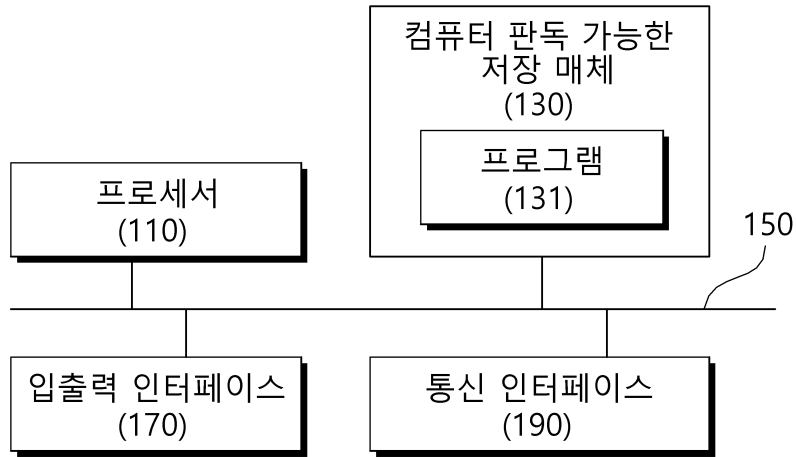 컴퓨터 판독 가능한
저장 매체
(130)
프로그램
(131)
프로세서
(110)
150
입출력 인터페이스
(170)
통신 인터페이스
(190)